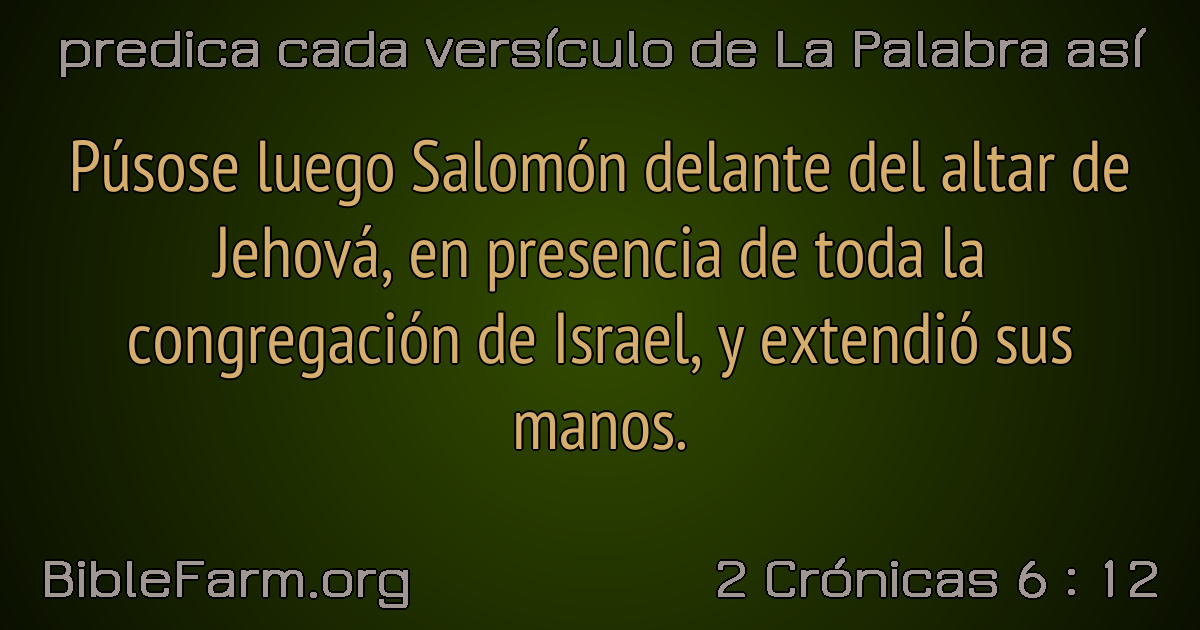 predica cada versículo de La Palabra así
Púsose luego Salomón delante del altar de
Jehová, en presencia de toda la
congregación de Israel, y extendió sus
manos.
BibleFarm.org
2 Crónicas 6 : 12